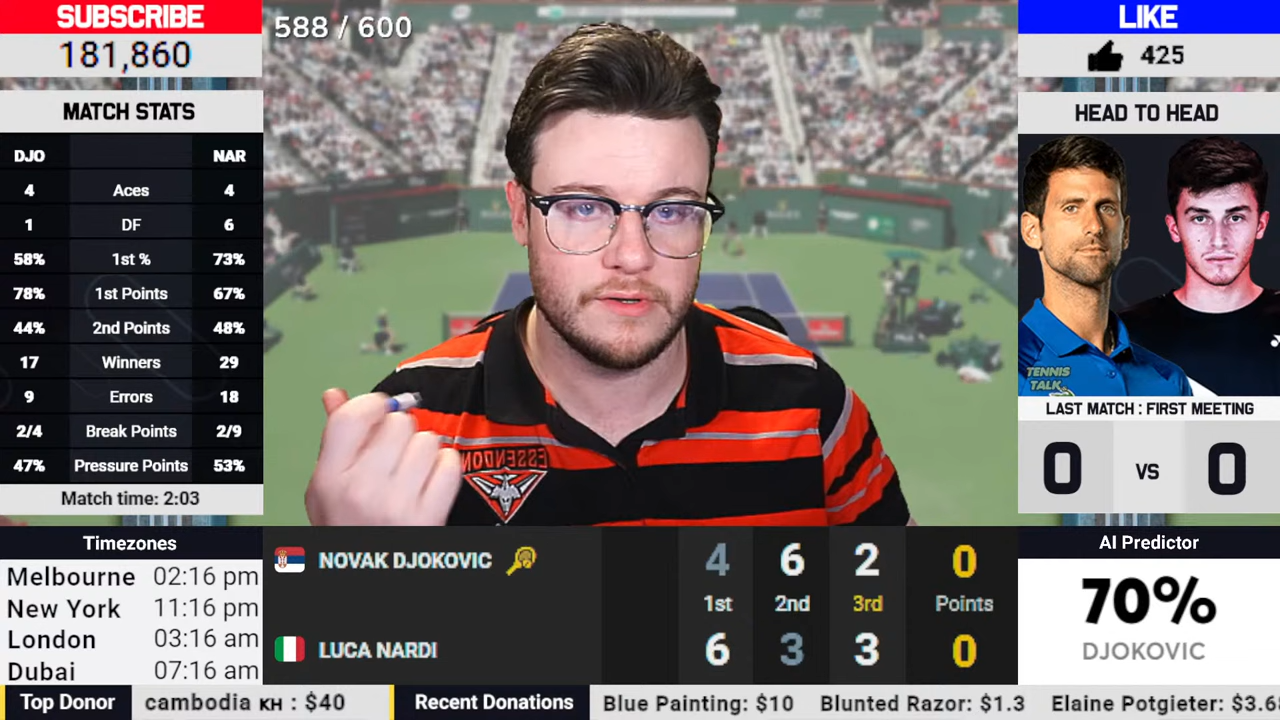 SUBSCRIBE
181,860
588 / 600
LIKE
425
MATCH STATS
DJO NAR
4 Aces 4
1 DF 6
58% 1st % 73%
78% 1st Points 67%
44% 2nd Points 48%
17 Winners 29
9 Errors 18
2/4 Break Points 2/9
47% Pressure Points 53%
Match time: 2:03
ESSENDON
HEAD TO HEAD
TENNIS
TALK
LAST MATCH : FIRST MEETING
0 VS 0
Timezones
Melbourne 02:16 pm
New York 11:16 pm
London 03:16 am
Dubai 07:16 am
NOVAK DJOKOVIC 4 6 2 0
1st 2nd 3rd Points
LUCA NARDI 6 3 3 0
AI Predictor
70%
DJOKOVIC
Top Donor cambodia KH : $40 Recent Donations Blue Painting: $10 Blunted Razor: $1.3 Elaine Potgieter: $3.6